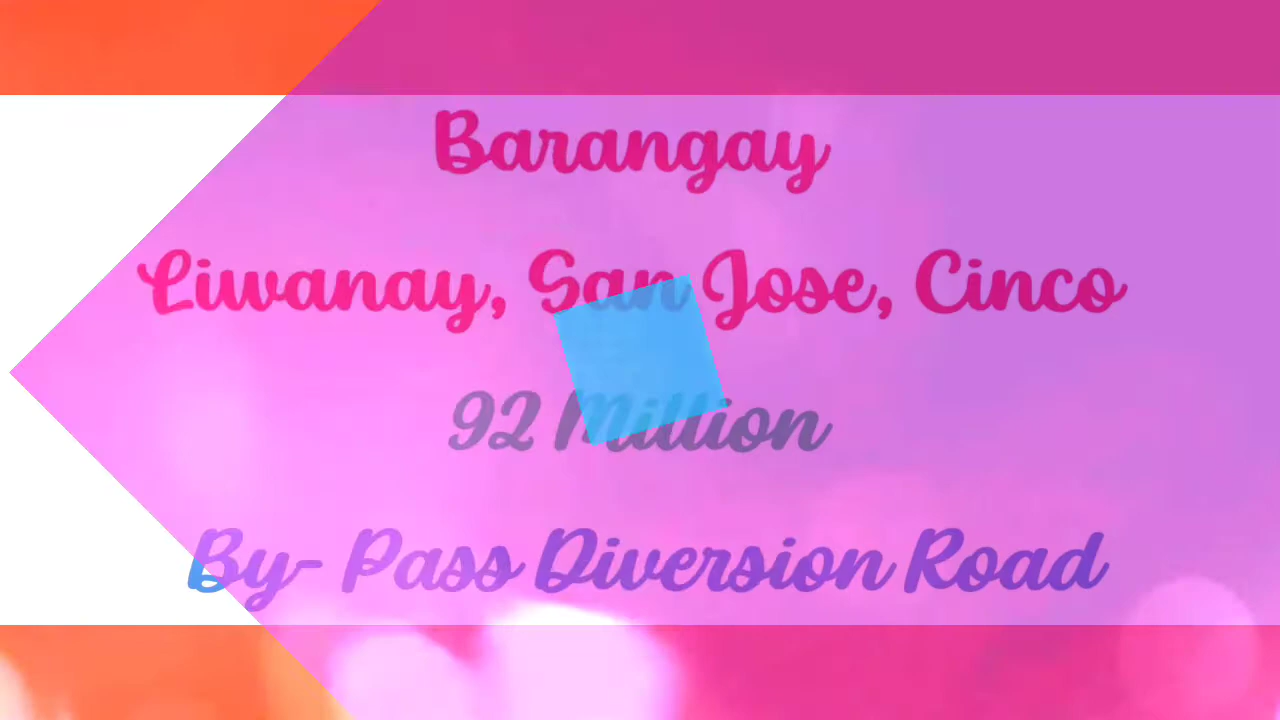 Barangay
Liwanay, San Jose, Cinco
92 Million
By- Pass Diversion Road